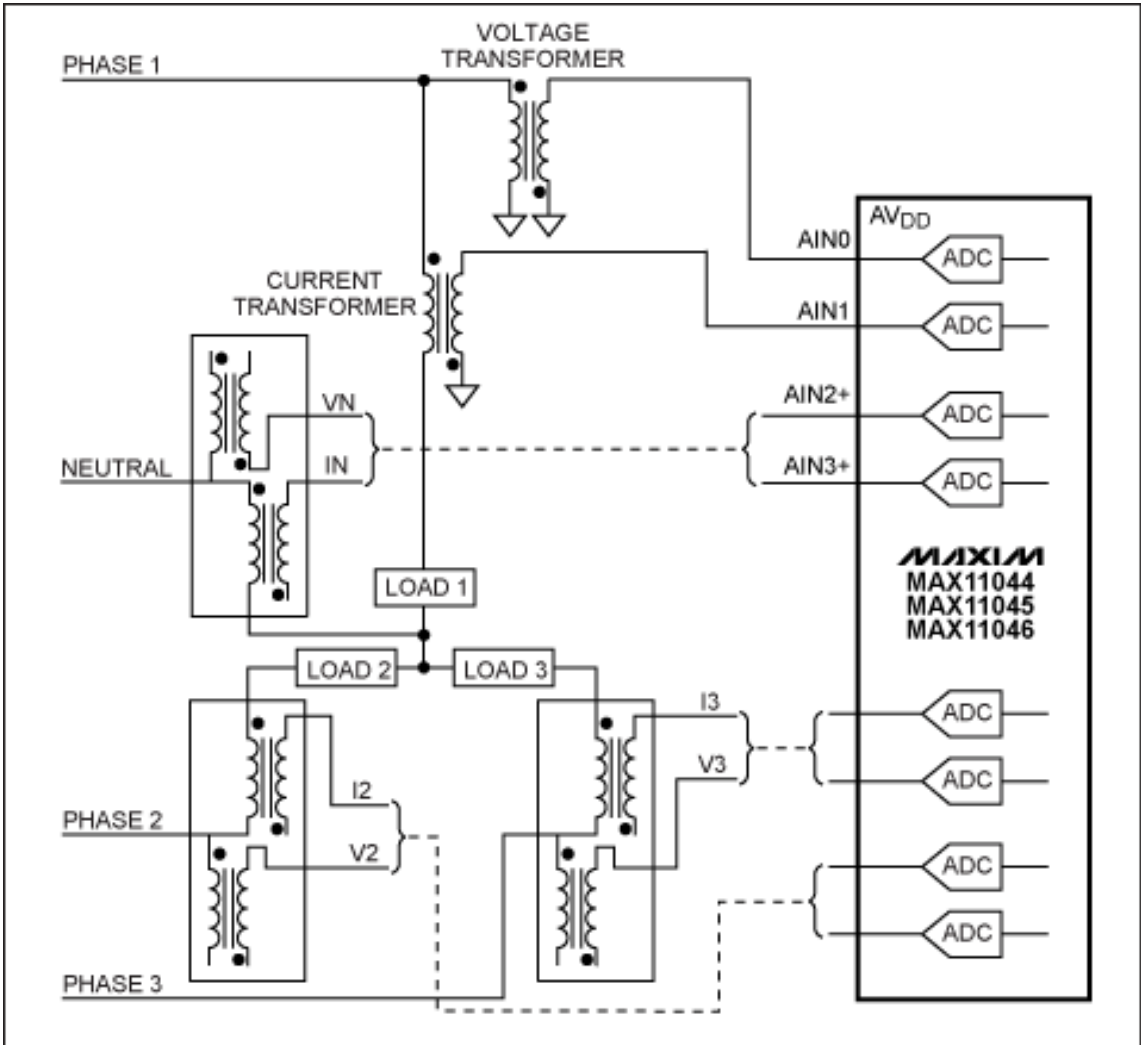 VOLTAGE
TRANSFORMER
PHASE 1
AVDD
AIN0
ADC
AIN1
ADC
CURRENT
TRANSFORMER
AIN2+
ADC
VN
NEUTRAL
IN
AIN3+
ADC
MAXIM
MAX11044
MAX11045
MAX11046
LOAD 1
LOAD 2
LOAD 3
I3
ADC
V3
ADC
I2
PHASE 2
V2
ADC
ADC
PHASE 3